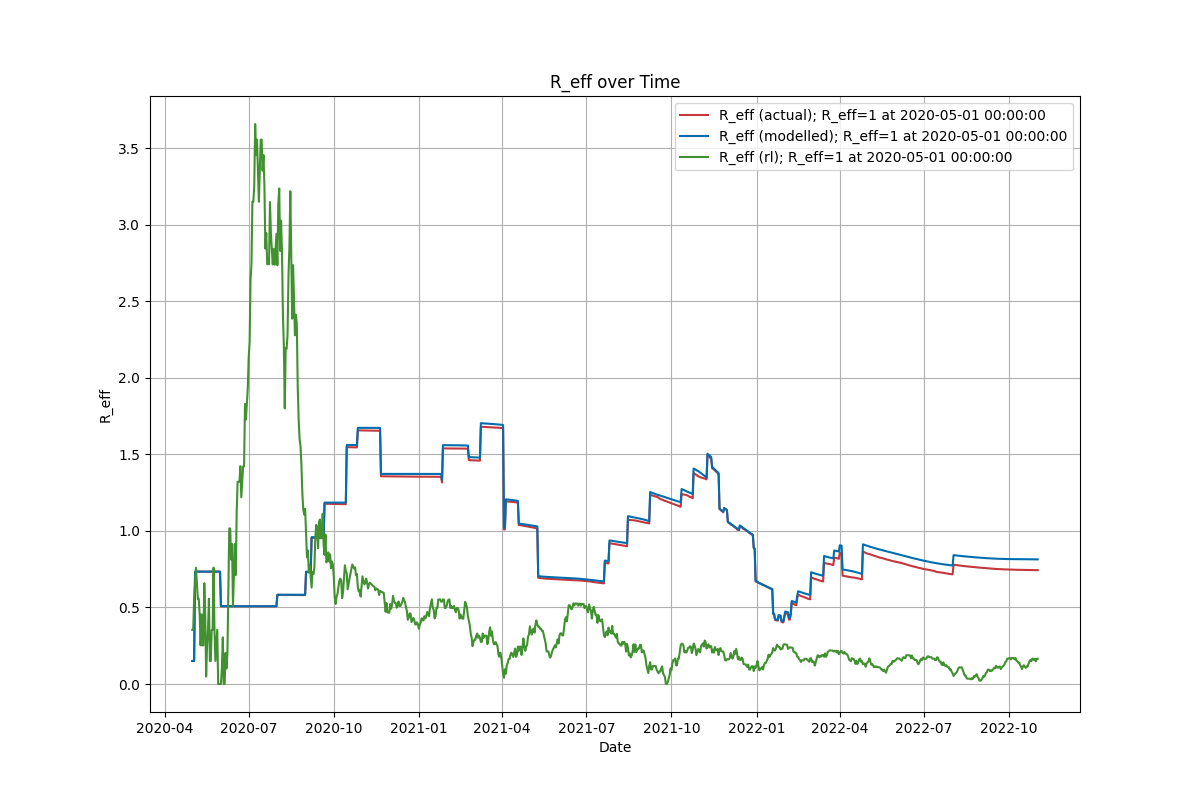 R_eff over Time
R_eff (actual); R_eff=1 at 2020-05-01 00:00:00
R_eff (modelled); R_eff=1 at 2020-05-01 00:00:00
R_eff (rl); R_eff=1 at 2020-05-01 00:00:00
R_eff
3.5
3.0
2.5
2.0
1.5
1.0
0.5
0.0
2020-04 2020-07 2020-10 2021-01 2021-04 2021-07 2021-10 2022-01 2022-04 2022-07 2022-10
Date